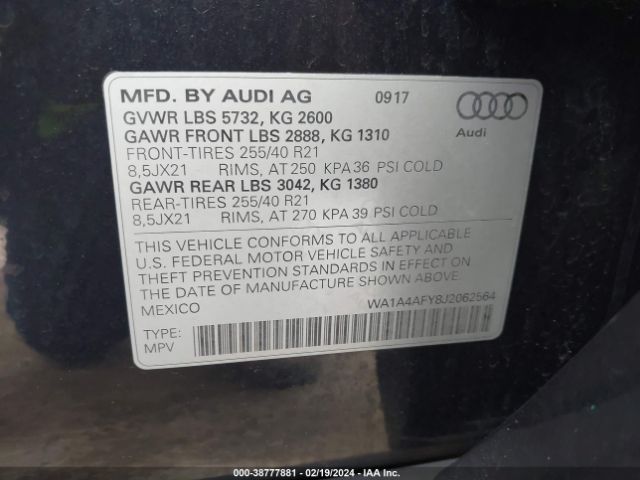 MFD. BY AUDI AG 0917
GVWR LBS 5732, KG 2600
GAWR FRONT LBS 2888, KG 1310
FRONT-TIRES 255/40 R21
8,5JX21 RIMS, AT 250 KPA 36 PSI COLD
GAWR REAR LBS 3042, KG 1380
REAR-TIRES 255/40 R21
8,5JX21 RIMS, AT 270 KPA 39 PSI COLD
Audi
THIS VEHICLE CONFORMS TO ALL APPLICABLE
U.S. FEDERAL MOTOR VEHICLE SAFETY AND
THEFT PREVENTION STANDARDS IN EFFECT ON
THE DATE OF MANUFACTURE SHOWN ABOVE.
MEXICO
WA1A4AFY8J2062564
TYPE:
MPV
000-38777881 - 02/19/2024 - IAA Inc.